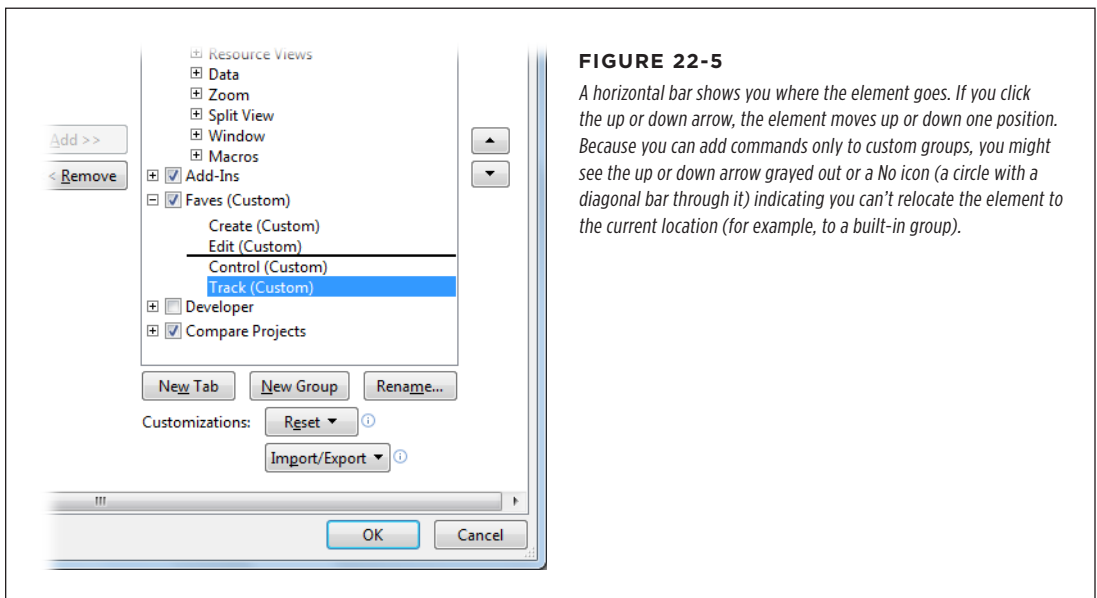 Resource Views
Data
Zoom
Split View
Window
Add >>
Macros
< Remove
Add-Ins
Faves (Custom)
Create (Custom)
Edit (Custom)
Control (Custom)
Track (Custom)
Developer
Compare Projects
New Tab New Group Rename...
Customizations: Reset
Import/Export
OK Cancel
FIGURE 22-5
A horizontal bar shows you where the element goes. If you click
the up or down arrow, the element moves up or down one position.
Because you can add commands only to custom groups, you might
see the up or down arrow grayed out or a No icon (a circle with a
diagonal bar through it) indicating you can’t relocate the element to
the current location (for example, to a built-in group).